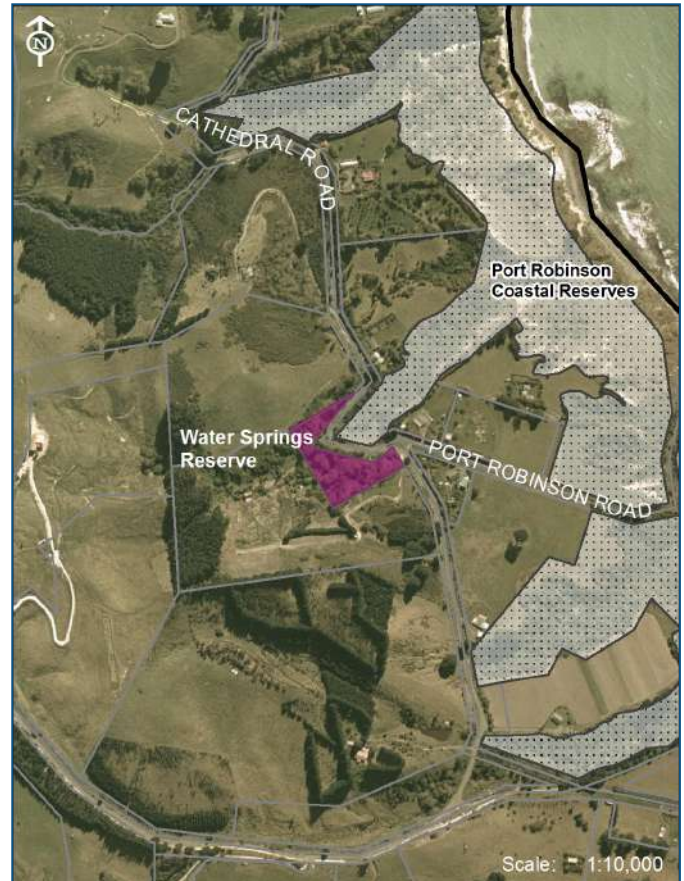 N
CATHEDRAL ROAD
Port Robinson
Coastal Reserves
Water Springs
Reserve
PORT ROBINSON ROAD
Scale: 1:10,000